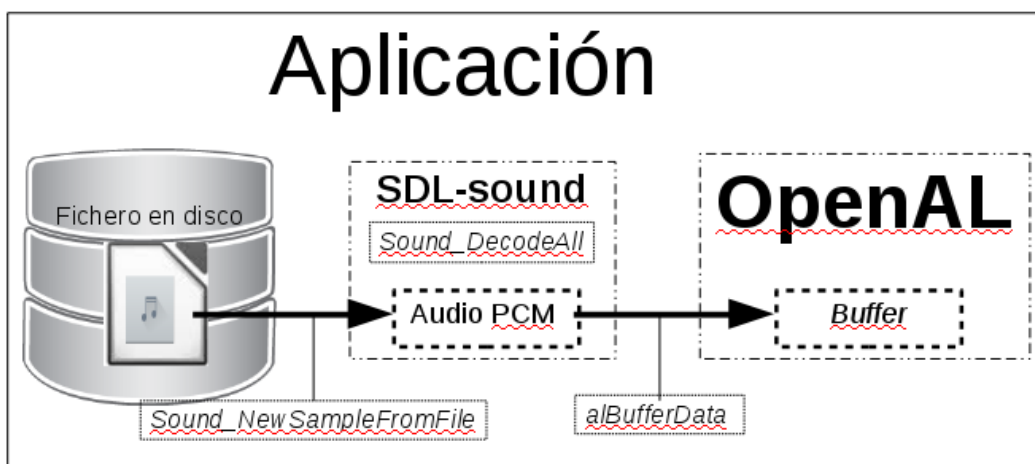 Aplicación
Fichero en disco
SDL-sound
Sound_DecodeAll
Audio PCM
OpenAL
Buffer
Sound_NewSampleFromFile
alBufferData